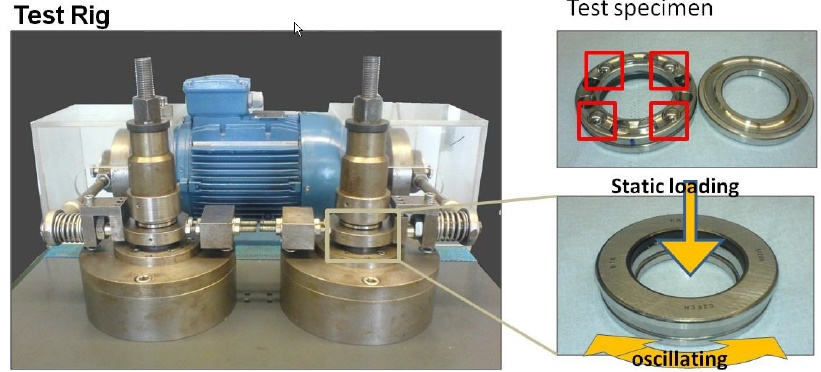 Test Rig
Test specimen
Static loading
oscillating